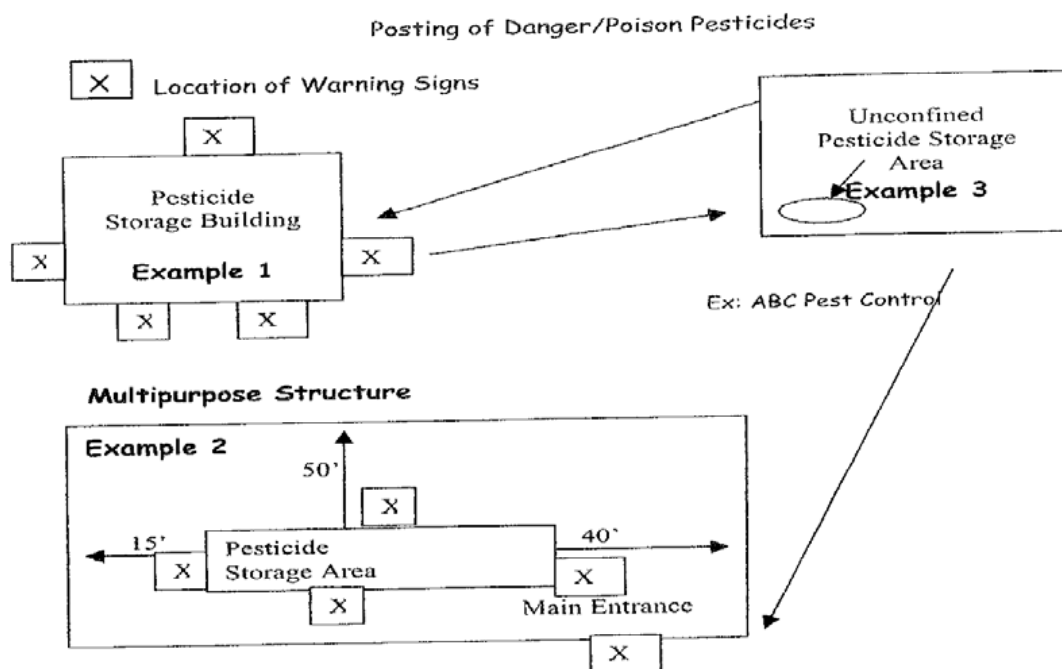 Posting of Danger/Poison Pesticides
X Location of Warning Signs
X
Pesticide
Storage Building
X
X
Example 1
X
X
Unconfined
Pesticide Storage
Area
Example 3
Ex: ABC Pest Control
Multipurpose Structure
Example 2
50'
X
15'
40'
Pesticide
Storage Area
X
X
X
Main Entrance
X